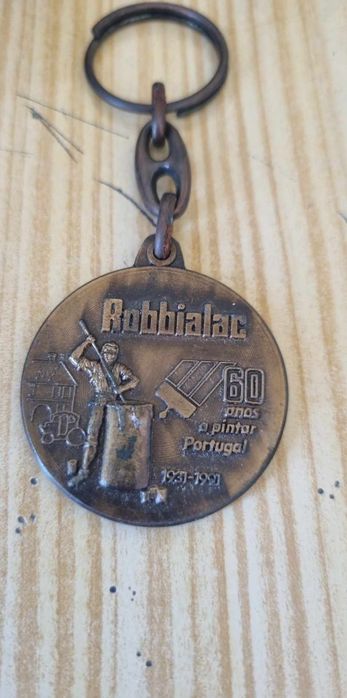 Robbialac
60
anos
a pintar
Portugal
1931-1991